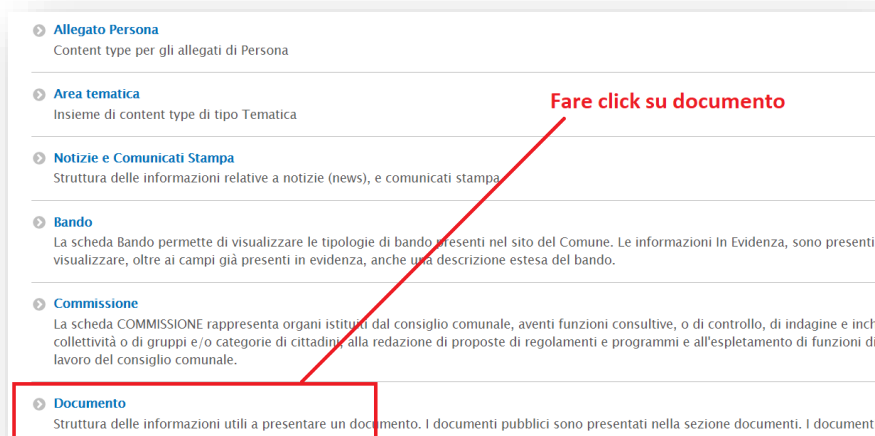 Allegato Persona
Content type per gli allegati di Persona
Area tematica
Insieme di content type di tipo Tematica
Fare click su documento
Notizie e Comunicati Stampa
Struttura delle informazioni relative a notizie (news), e comunicati stampa
Bando
La scheda Bando permette di visualizzare le tipologie di bando presenti nel sito del Comune. Le informazioni In Evidenza, sono presenti
visualizzare, oltre ai campi già presenti in evidenza, anche una descrizione estesa del bando.
Commissione
La scheda COMMISSIONE rappresenta organi istituiti dal consiglio comunale, aventi funzioni consultive, o di controllo, di indagine e inch
collettività o di gruppi e/o categorie di cittadini, alla redazione di proposte di regolamenti e programmi e all'espletamento di funzioni di
lavoro del consiglio comunale.
Documento
Struttura delle informazioni utili a presentare un documento. I documenti pubblici sono presentati nella sezione documenti. I document